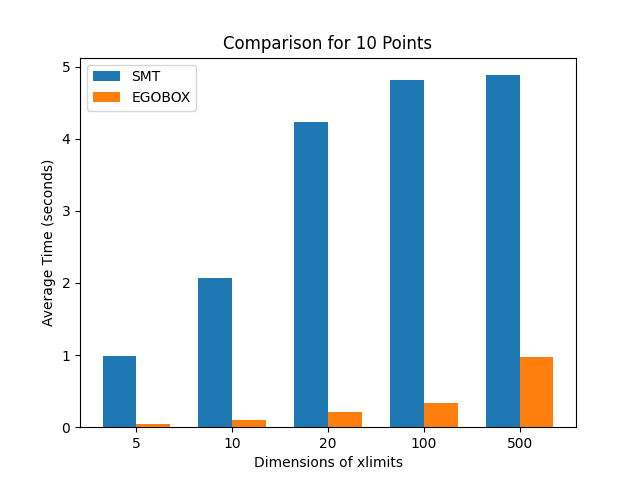 Comparison for 10 Points
SMT
EGOBOX
Average Time (seconds)
5
4
3
2
1
0
5 10 20 100 500
Dimensions of xlimits